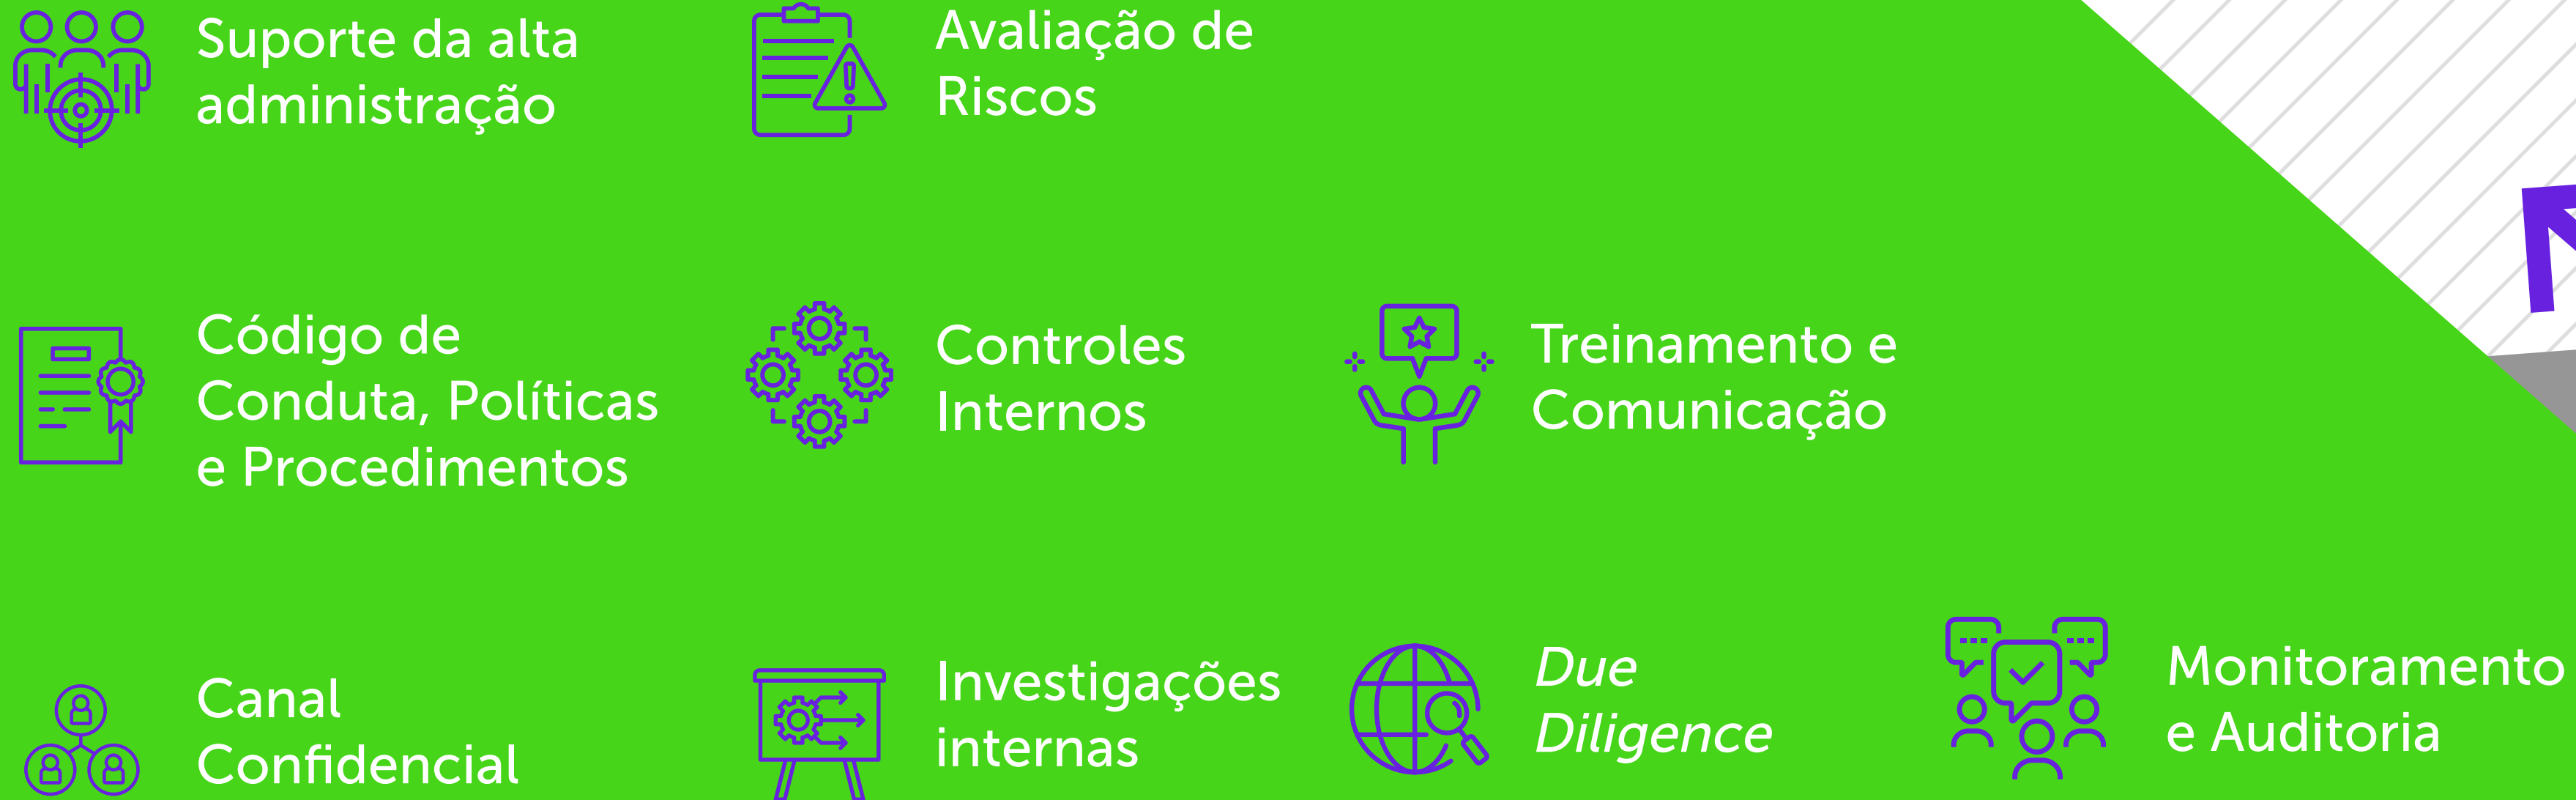 Suporte da alta
administração
Avaliação de
Riscos
Código de
Conduta, Políticas
e Procedimentos
Controles
Internos
Treinamento e
Comunicação
Canal
Confidencial
Investigações
internas
Due
Diligence
Monitoramento
e Auditoria